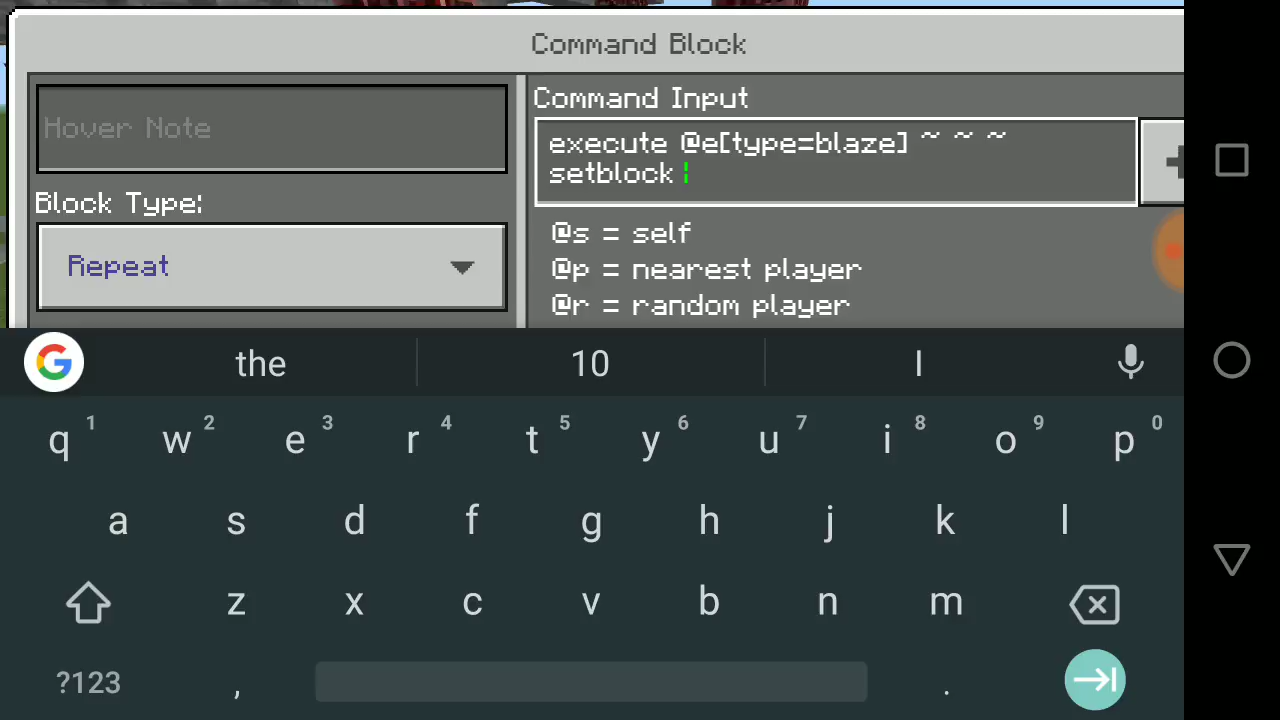 Command Block
Hover Note
Block Type:
Repeat
Command Input
execute @e[type=blaze] ~ ~ ~
setblock
@s = self
@p = nearest player
@r = random player
the 10 I
q 1 w 2 e 3 r 4 t 5 y 6 u 7 i 8 o 9 p 0
a s d f g h j k l
z x c v b n m
?123 , .